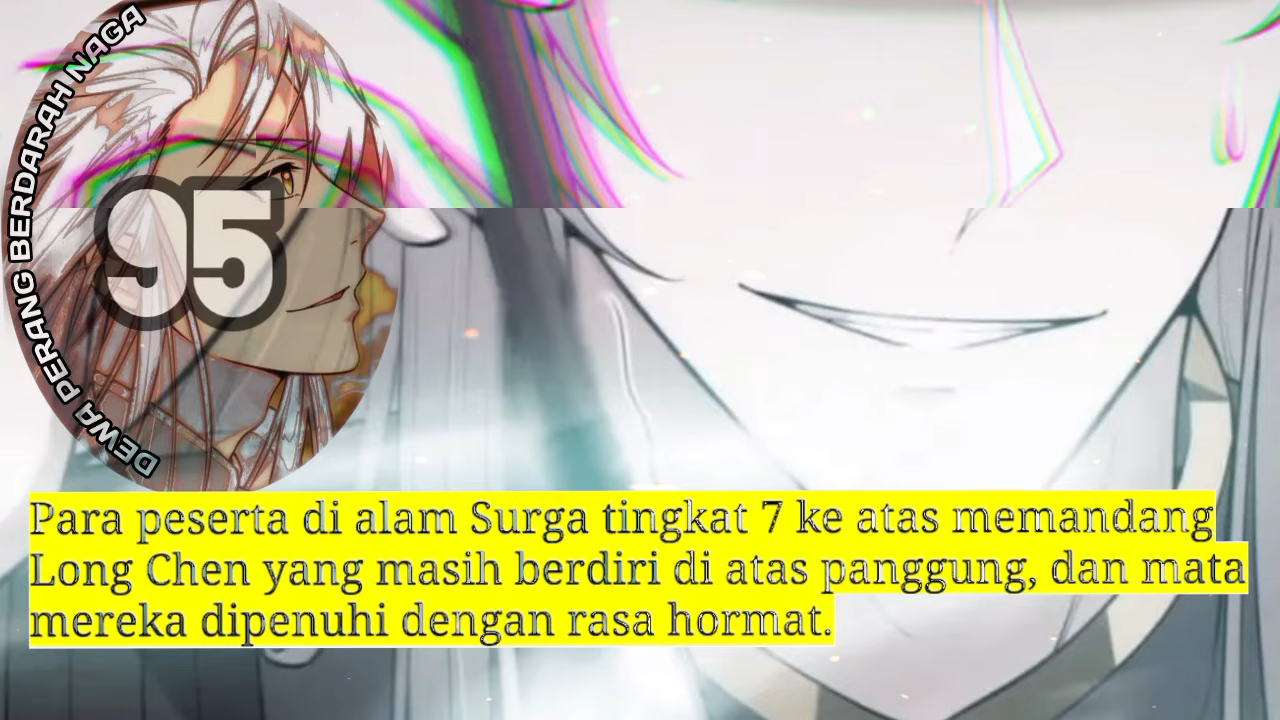 DEWA PERANG BERDARAH NAGA
95
Para peserta di alam Surga tingkat 7 ke atas memandang
Long Chen yang masih berdiri di atas panggung, dan mata
mereka dipenuhi dengan rasa hormat.